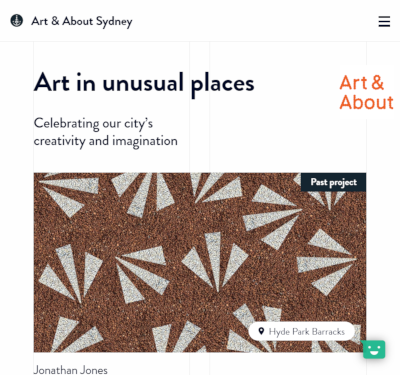 Art & About Sydney
Art in unusual places
Art &
About
Celebrating our city's
creativity and imagination
Past project
Hyde Park Barracks
Jonathan Jones